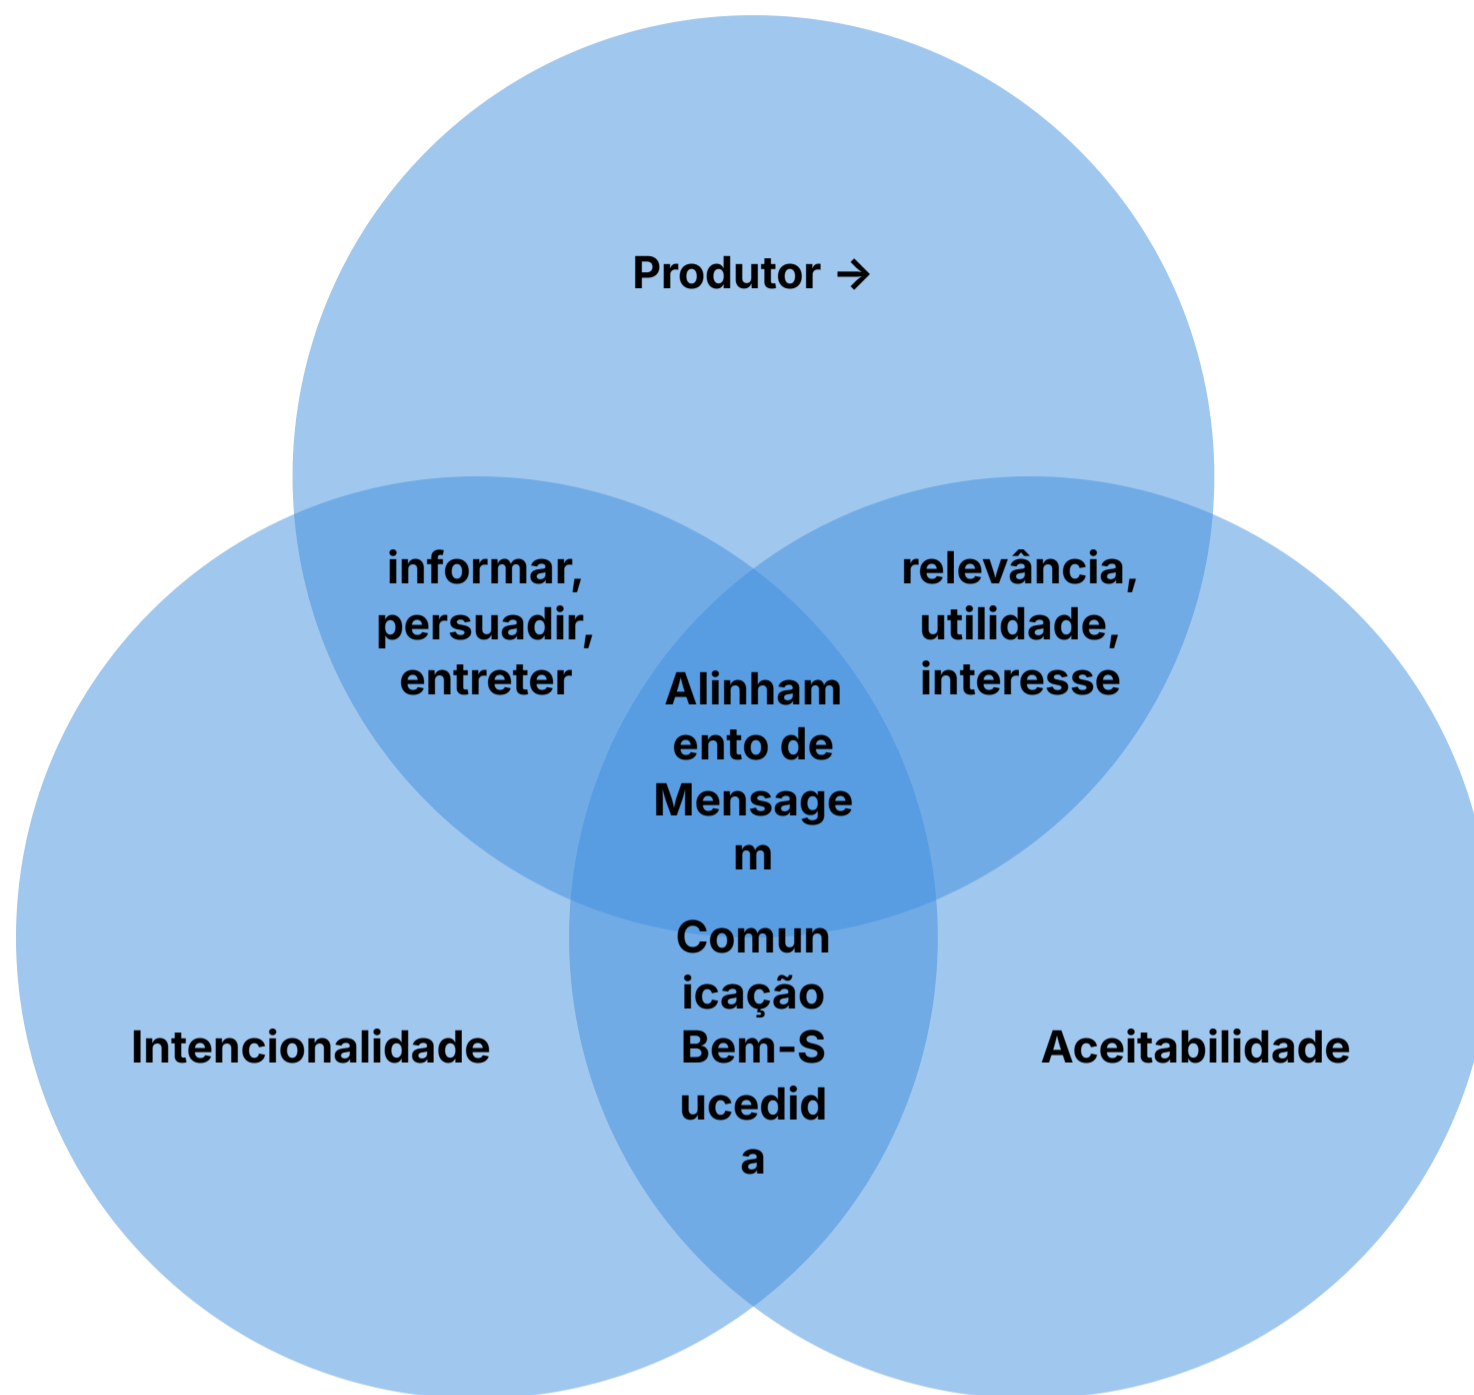 Produtor →
informar,
persuadir,
entreter
relevância,
utilidade,
interesse
Alinham
ento de
Mensage
m
Comun
icação
Bem-S
ucedid
a
Intencionalidade
Aceitabilidade